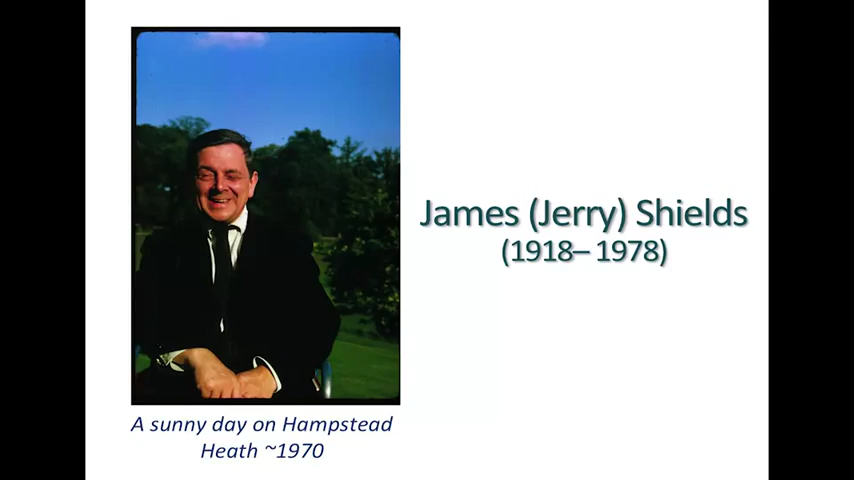 James (Jerry) Shields
(1918– 1978)
A sunny day on Hampstead
Heath ~1970